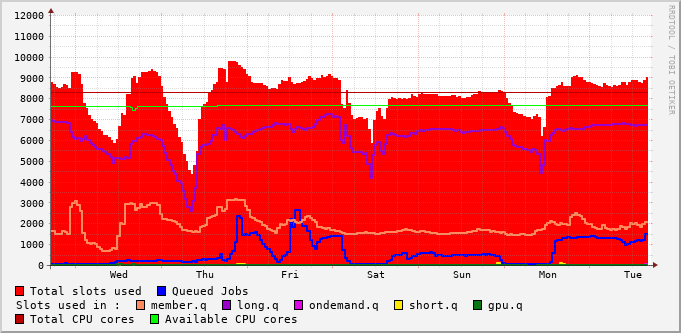 12000
11000
10000
9000
8000
7000
6000
5000
4000
3000
2000
1000
0
Wed Thu Fri Sat Sun Mon Tue
RRDTOOL / TOBI OETIKER
Total slots used Queued Jobs
Slots used in : member.q long.q ondemand.q short.q gpu.q
Total CPU cores Available CPU cores